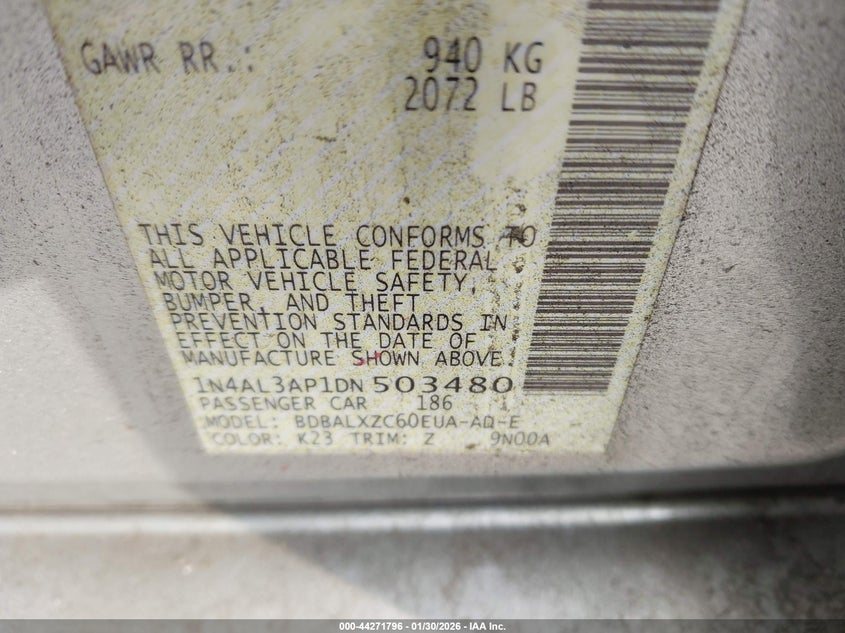 GAWR RR.: 940 KG
2072 LB
THIS VEHICLE CONFORMS TO
ALL APPLICABLE FEDERAL
MOTOR VEHICLE SAFETY,
BUMPER, AND THEFT
PREVENTION STANDARDS IN
EFFECT ON THE DATE OF
MANUFACTURE SHOWN ABOVE.
1N4AL3AP1DN503480
PASSENGER CAR 186 1
MODEL: BDBALXZC60EUA-AQ-E
COLOR: K23 TRIM: Z 9N00A
000-44271796 - 01/30/2026 - IAA Inc.